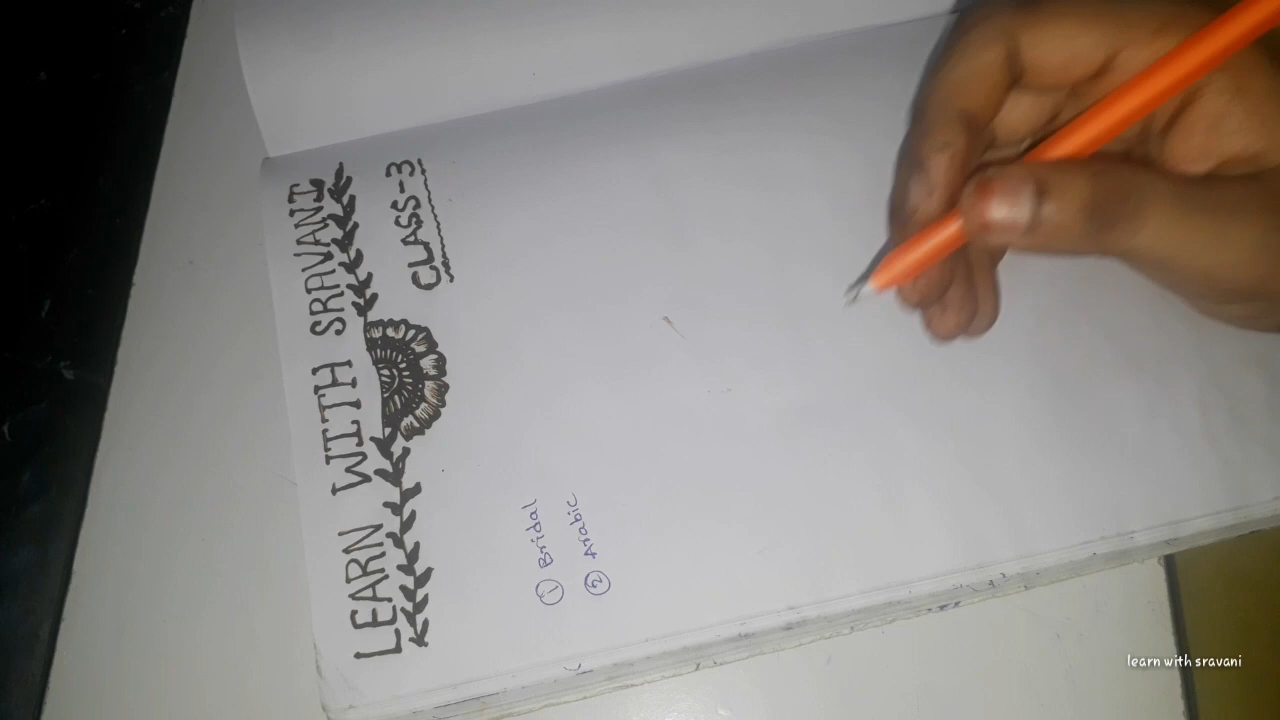 LEARN WITH SRAVANI
CLASS-3
① Bridal
② Arabic
learn with sravani